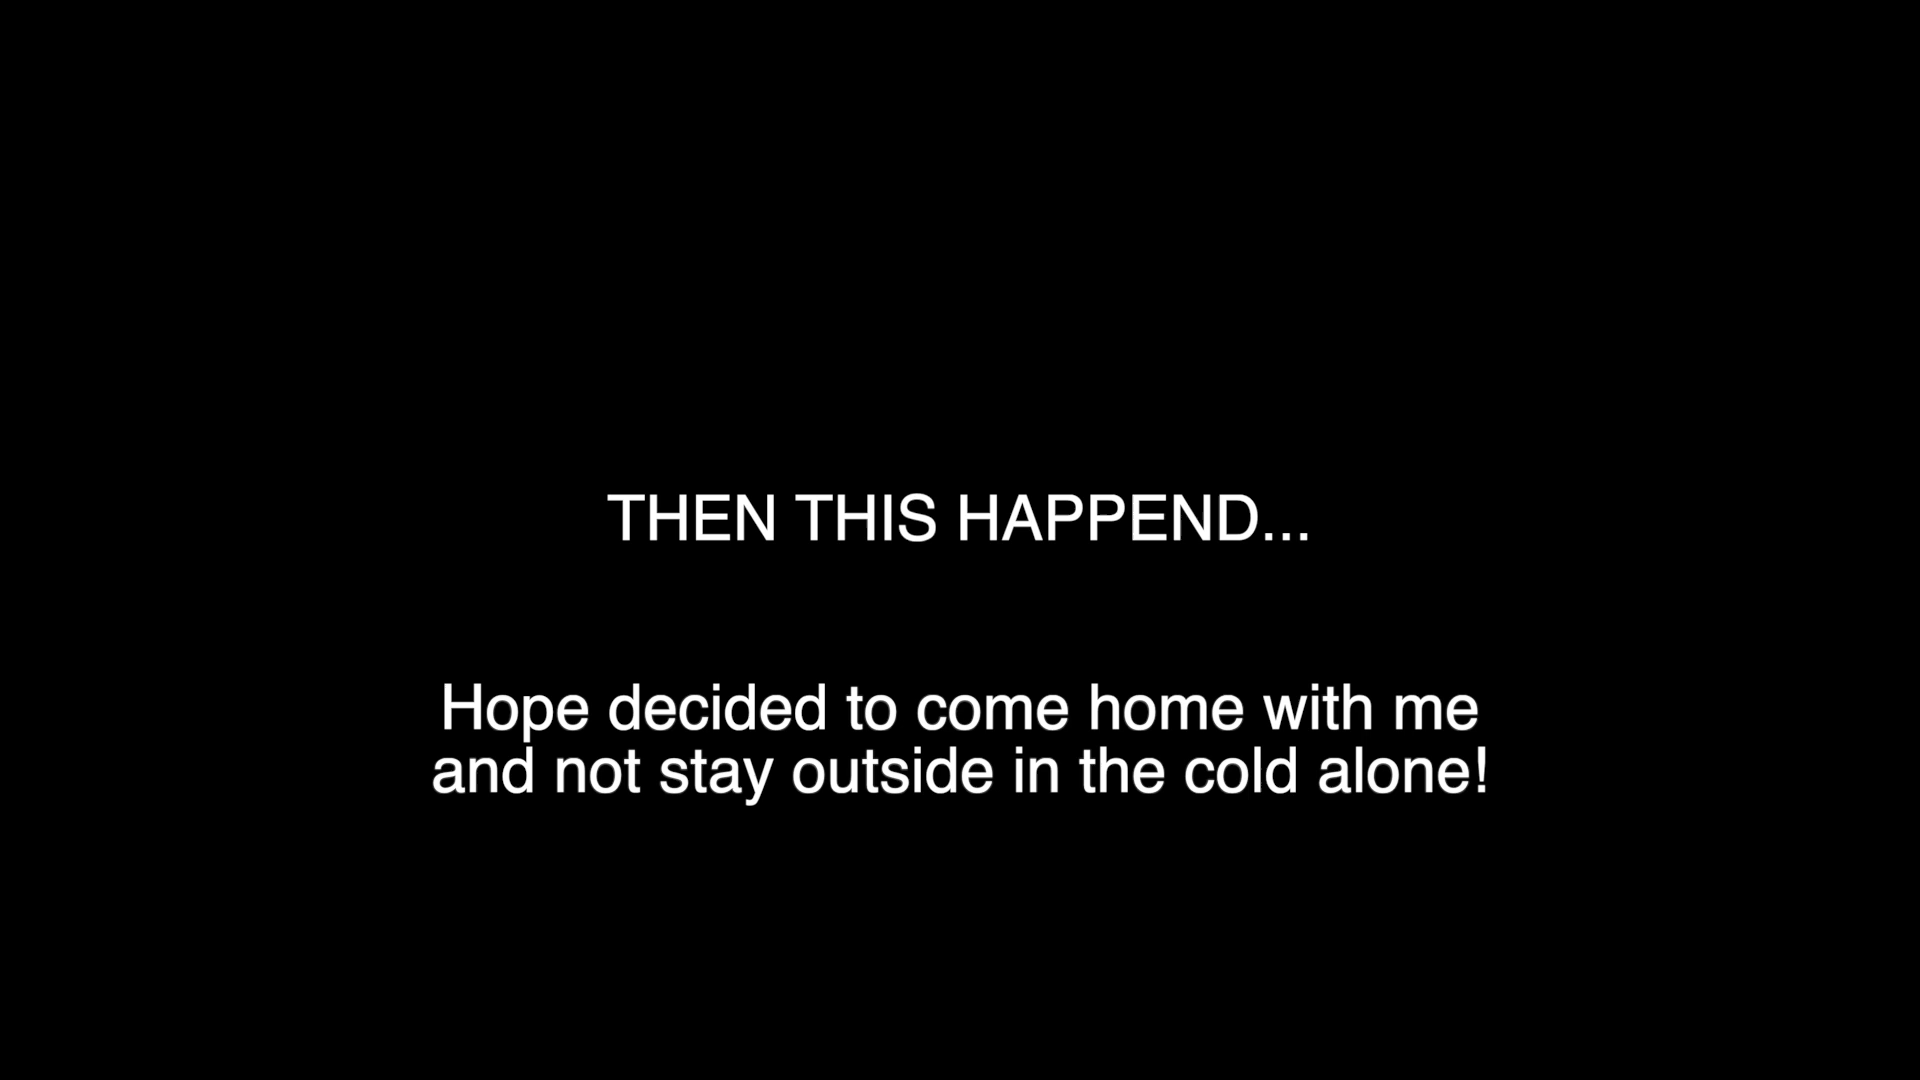 THEN THIS HAPPEND...
Hope decided to come home with me
and not stay outside in the cold alone!